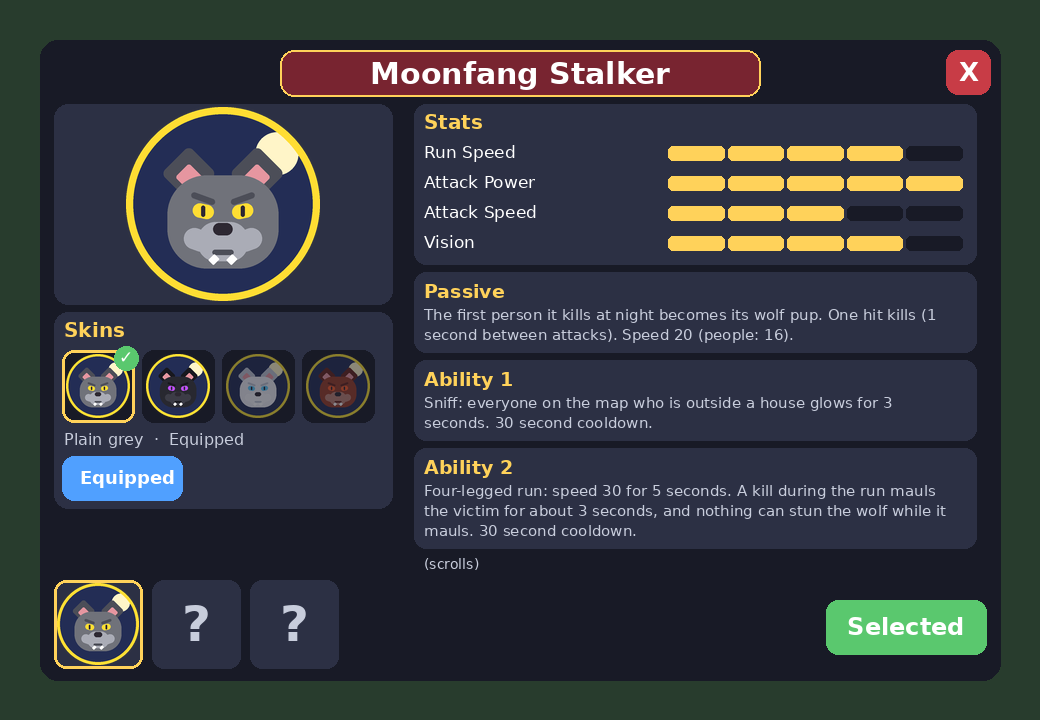 Moonfang Stalker
X
Stats
Run Speed
Attack Power
Attack Speed
Vision
Passive
The first person it kills at night becomes its wolf pup. One hit kills (1
second between attacks). Speed 20 (people: 16).
Skins
✓
Plain grey · Equipped
Equipped
Ability 1
Sniff: everyone on the map who is outside a house glows for 3
seconds. 30 second cooldown.
Ability 2
Four-legged run: speed 30 for 5 seconds. A kill during the run mauls
the victim for about 3 seconds, and nothing can stun the wolf while it
mauls. 30 second cooldown.
(scrolls)
?
?
Selected